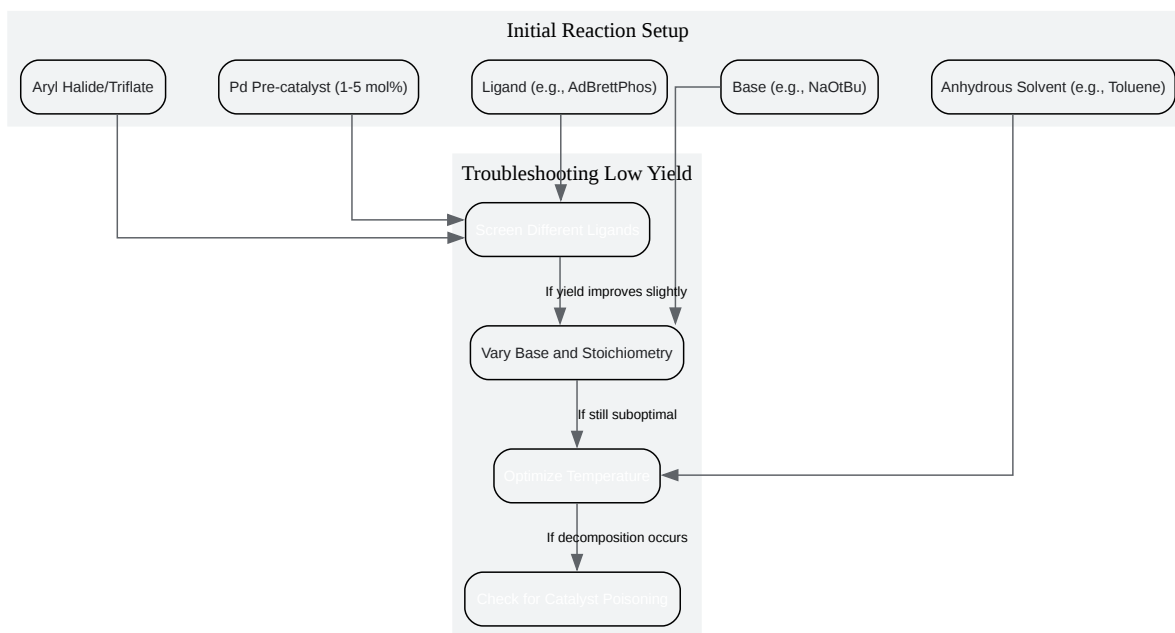 Initial Reaction Setup
Aryl Halide/Triflate
Pd Pre-catalyst (1-5 mol%)
Ligand (e.g., AdBrettPhos)
Base (e.g., NaOtBu)
Anhydrous Solvent (e.g., Toluene)
Troubleshooting Low Yield
Screen Different Ligands
If yield improves slightly
Vary Base and Stoichiometry
If still suboptimal
Optimize Temperature
If decomposition occurs
Check for Catalyst Poisoning